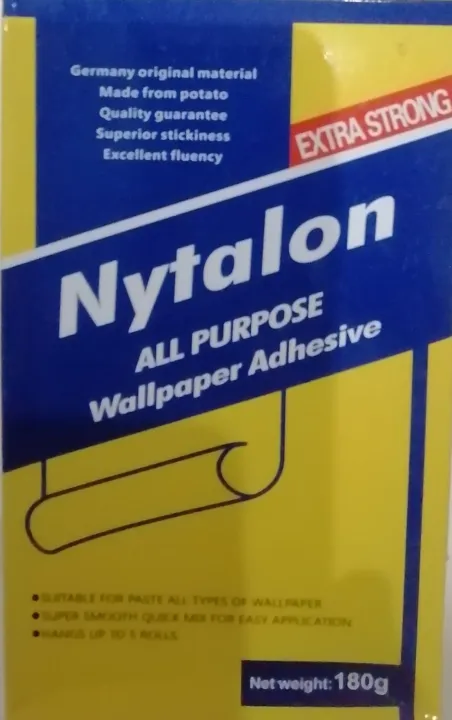 Germany original material
Made from potato
Quality guarantee
Superior stickiness
Excellent fluency
EXTRA STRONG
Nytalon
ALL PURPOSE
Wallpaper Adhesive
SUITABLE FOR PASTE ALL TYPES OF WALLPAPER
SUPER SMOOTH QUICK MIX FOR EASY APPLICATION
HANGS UP TO 5 ROLLS
Net weight: 180g